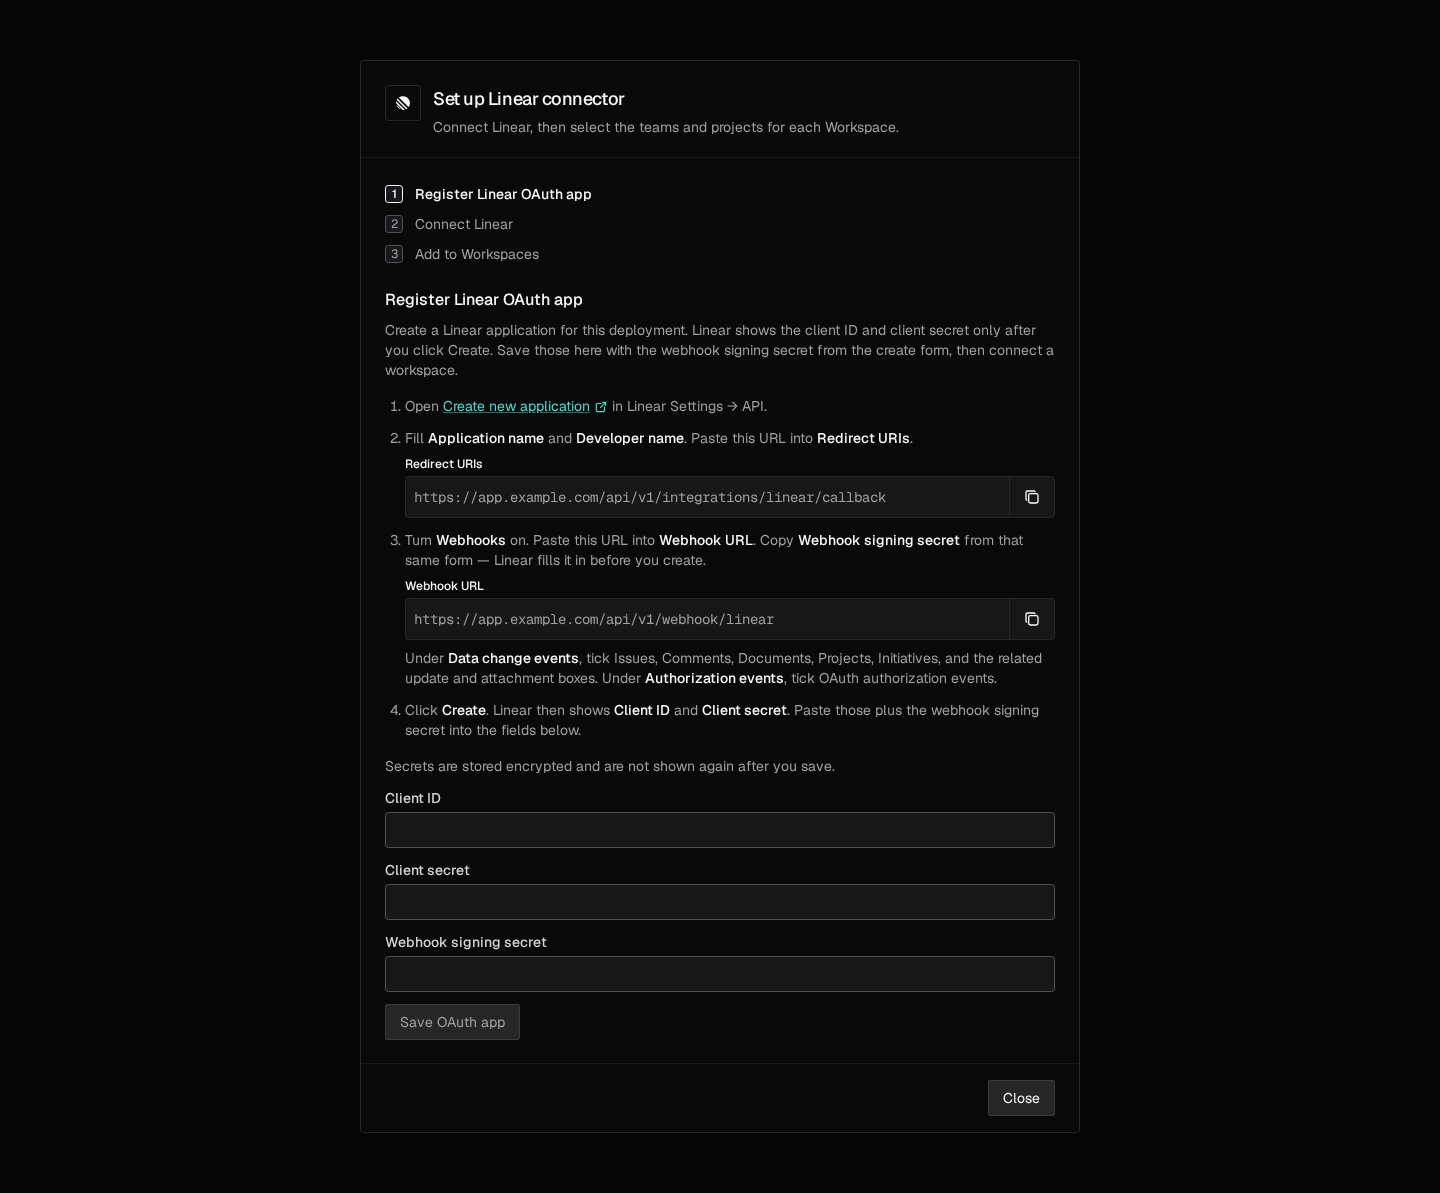 Set up Linear connector
Connect Linear, then select the teams and projects for each Workspace.
1 Register Linear OAuth app
2 Connect Linear
3 Add to Workspaces
Register Linear OAuth app
Create a Linear application for this deployment. Linear shows the client ID and client secret only after
you click Create. Save those here with the webhook signing secret from the create form, then connect a
workspace.
1. Open Create new application in Linear Settings → API.
2. Fill Application name and Developer name. Paste this URL into Redirect URIs.
Redirect URIs
https://app.example.com/api/v1/integrations/linear/callback
3. Turn Webhooks on. Paste this URL into Webhook URL. Copy Webhook signing secret from that
same form — Linear fills it in before you create.
Webhook URL
https://app.example.com/api/v1/webhook/linear
Under Data change events, tick Issues, Comments, Documents, Projects, Initiatives, and the related
update and attachment boxes. Under Authorization events, tick OAuth authorization events.
4. Click Create. Linear then shows Client ID and Client secret. Paste those plus the webhook signing
secret into the fields below.
Secrets are stored encrypted and are not shown again after you save.
Client ID
Client secret
Webhook signing secret
Save OAuth app
Close